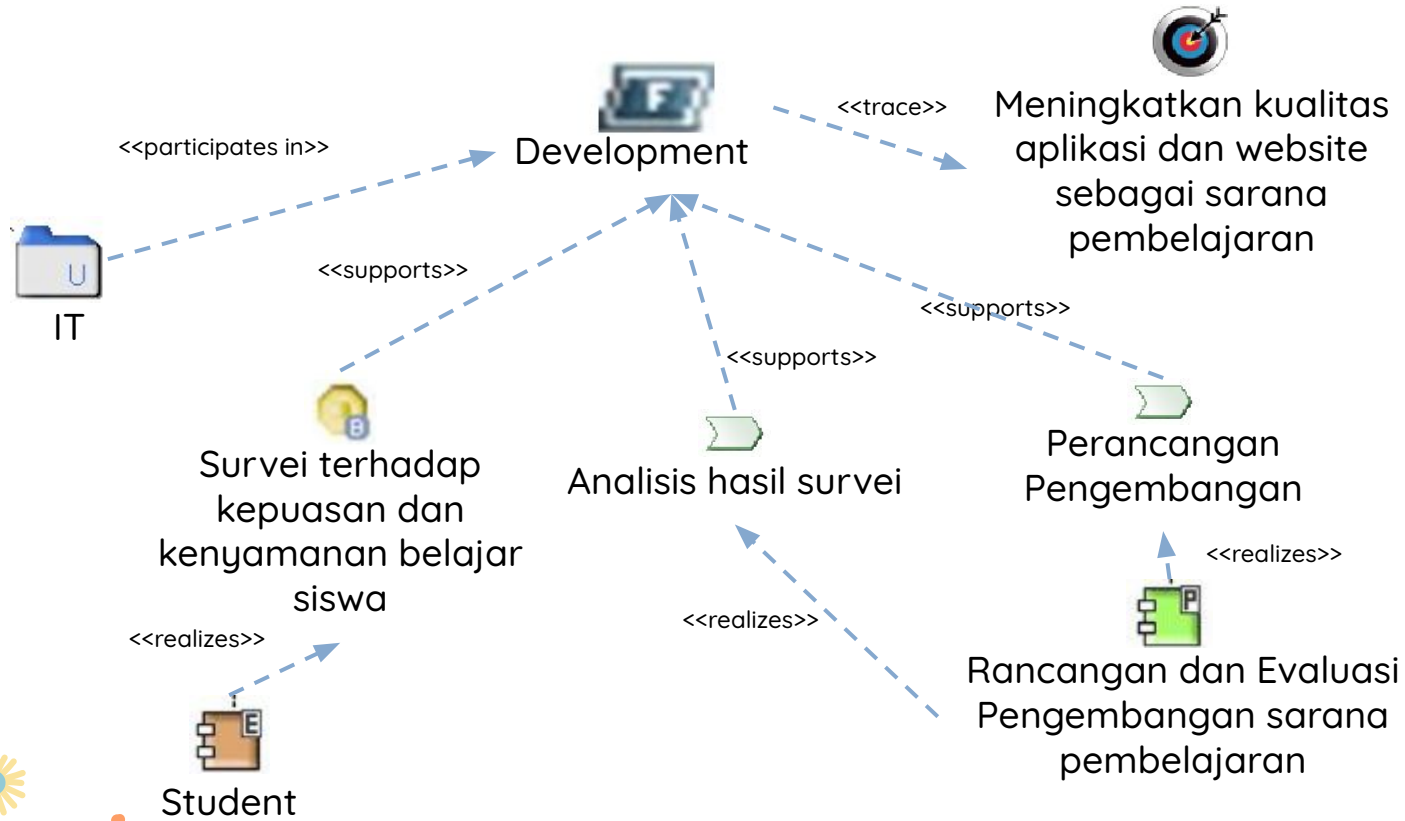 F
<<trace>>
Meningkatkan kualitas
aplikasi dan website
sebagai sarana
pembelajaran
<<participates in>>
Development
U
IT
<<supports>>
<<supports>>
<<supports>>
B
Survei terhadap
kepuasan dan
kenyamanan belajar
siswa
Analisis hasil survei
Perancangan
Pengembangan
<<realizes>>
<<realizes>>
<<realizes>>
P
Rancangan dan Evaluasi
Pengembangan sarana
pembelajaran
E
Student